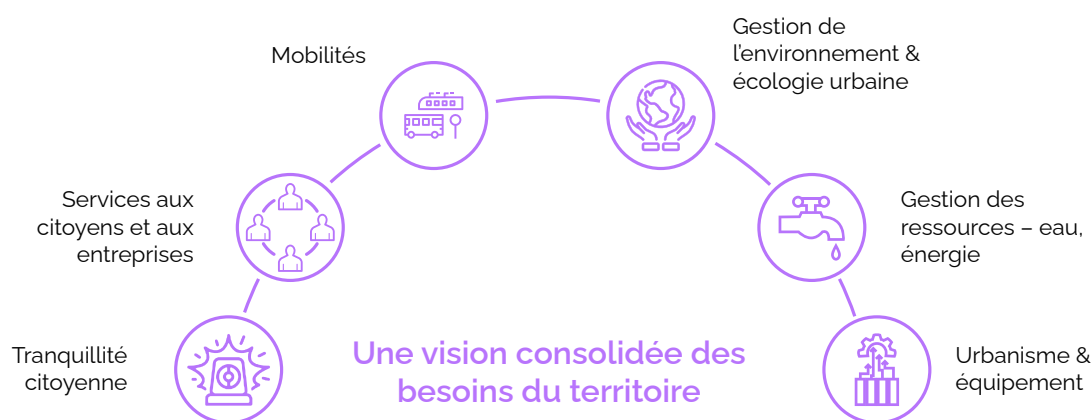 Mobilités
Gestion de
l'environnement &
écologie urbaine
Services aux
citoyens et aux
entreprises
Gestion des
ressources – eau,
énergie
Tranquillité
citoyenne
Une vision consolidée des
besoins du territoire
Urbanisme &
équipement